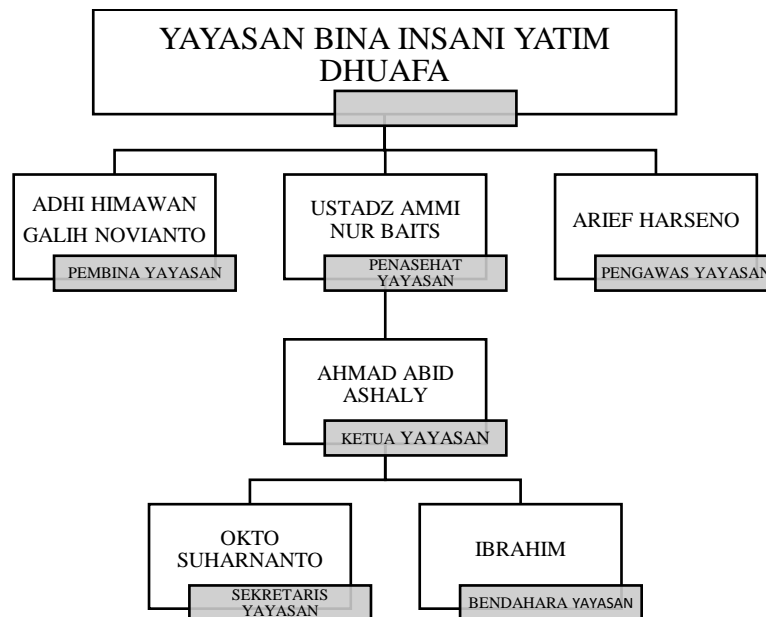 YAYASAN BINA INSANI YATIM
DHUAFA
ADHI HIMAWAN
GALIH NOVIANTO
PEMBINA YAYASAN
USTADZ AMMI
NUR BAITS
PENASEHAT
YAYASAN
ARIEF HARSENO
PENGAWAS YAYASAN
AHMAD ABID
ASHALY
KETUA YAYASAN
OKTO
SUHARNANTO
SEKRETARIS
YAYASAN
IBRAHIM
BENDAHARA YAYASAN